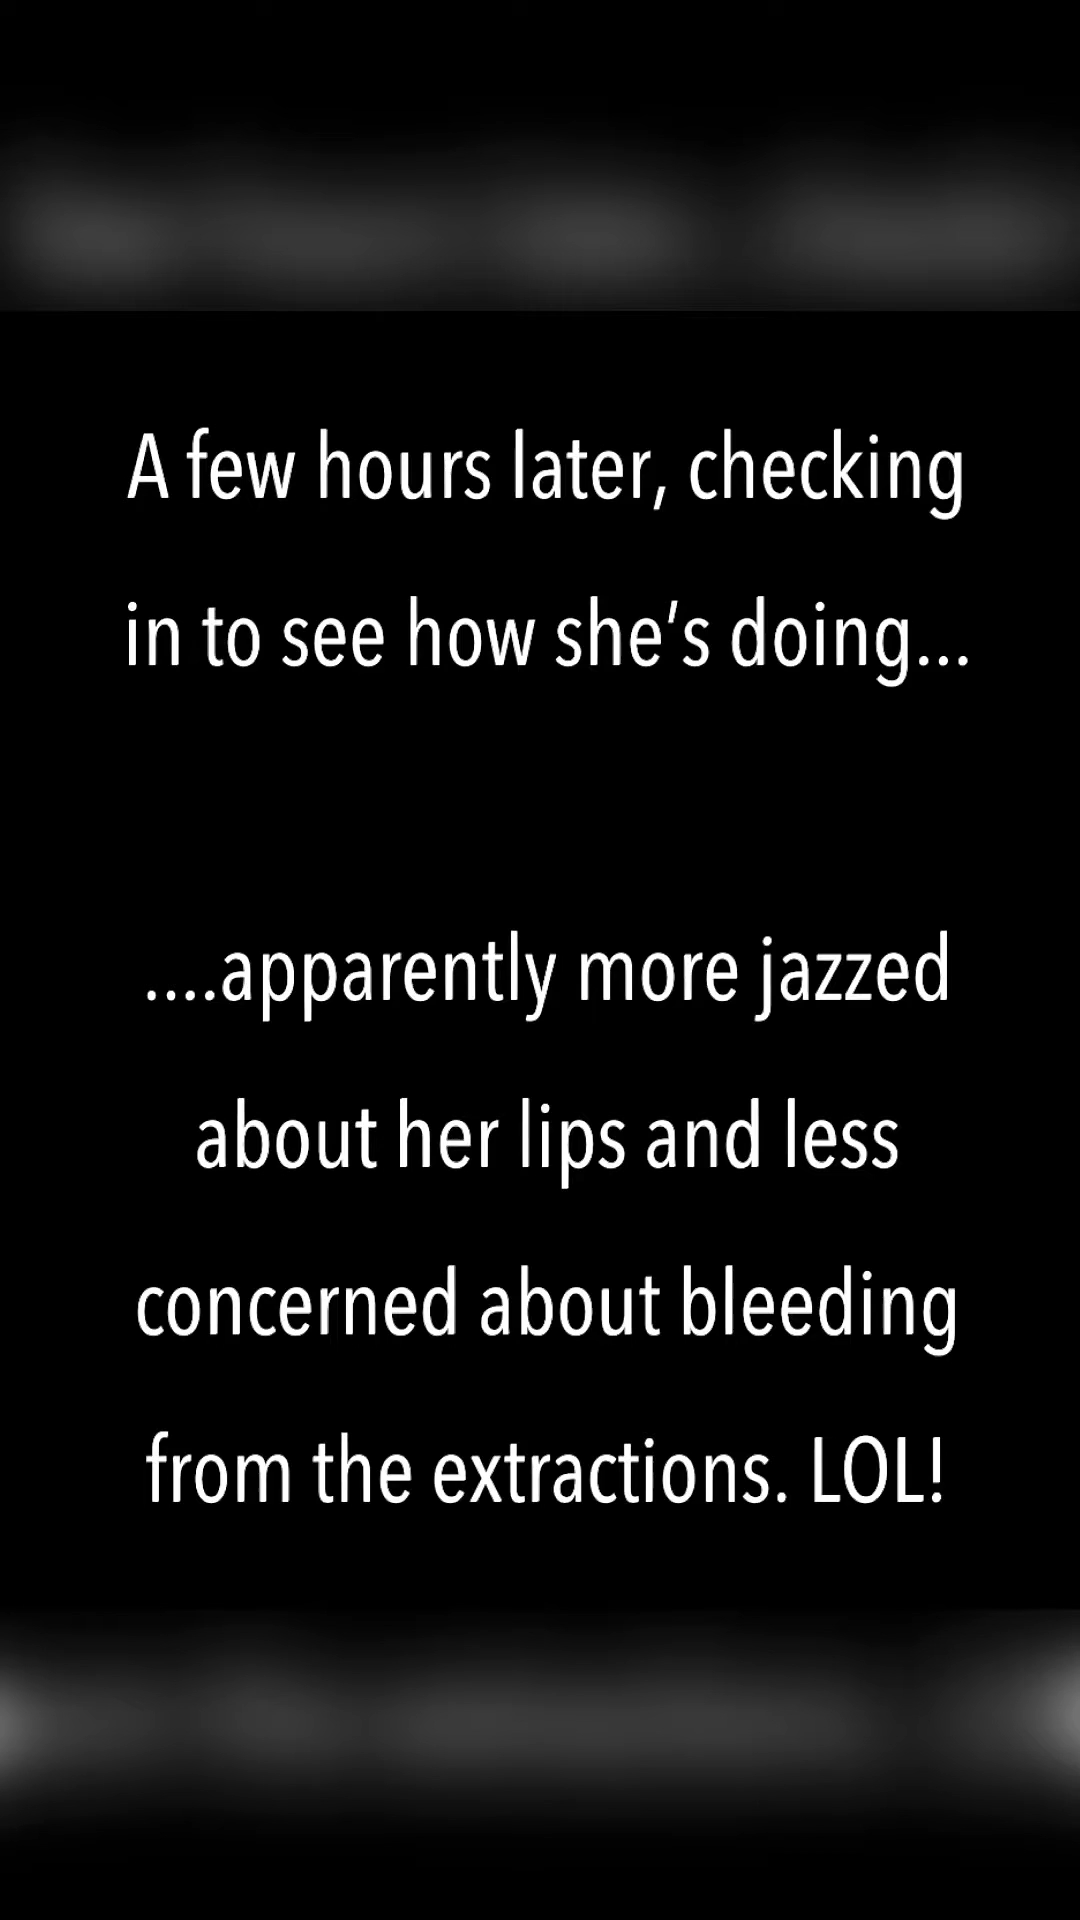 A few hours later, checking
in to see how she’s doing...
....apparently more jazzed
about her lips and less
concerned about bleeding
from the extractions. LOL!